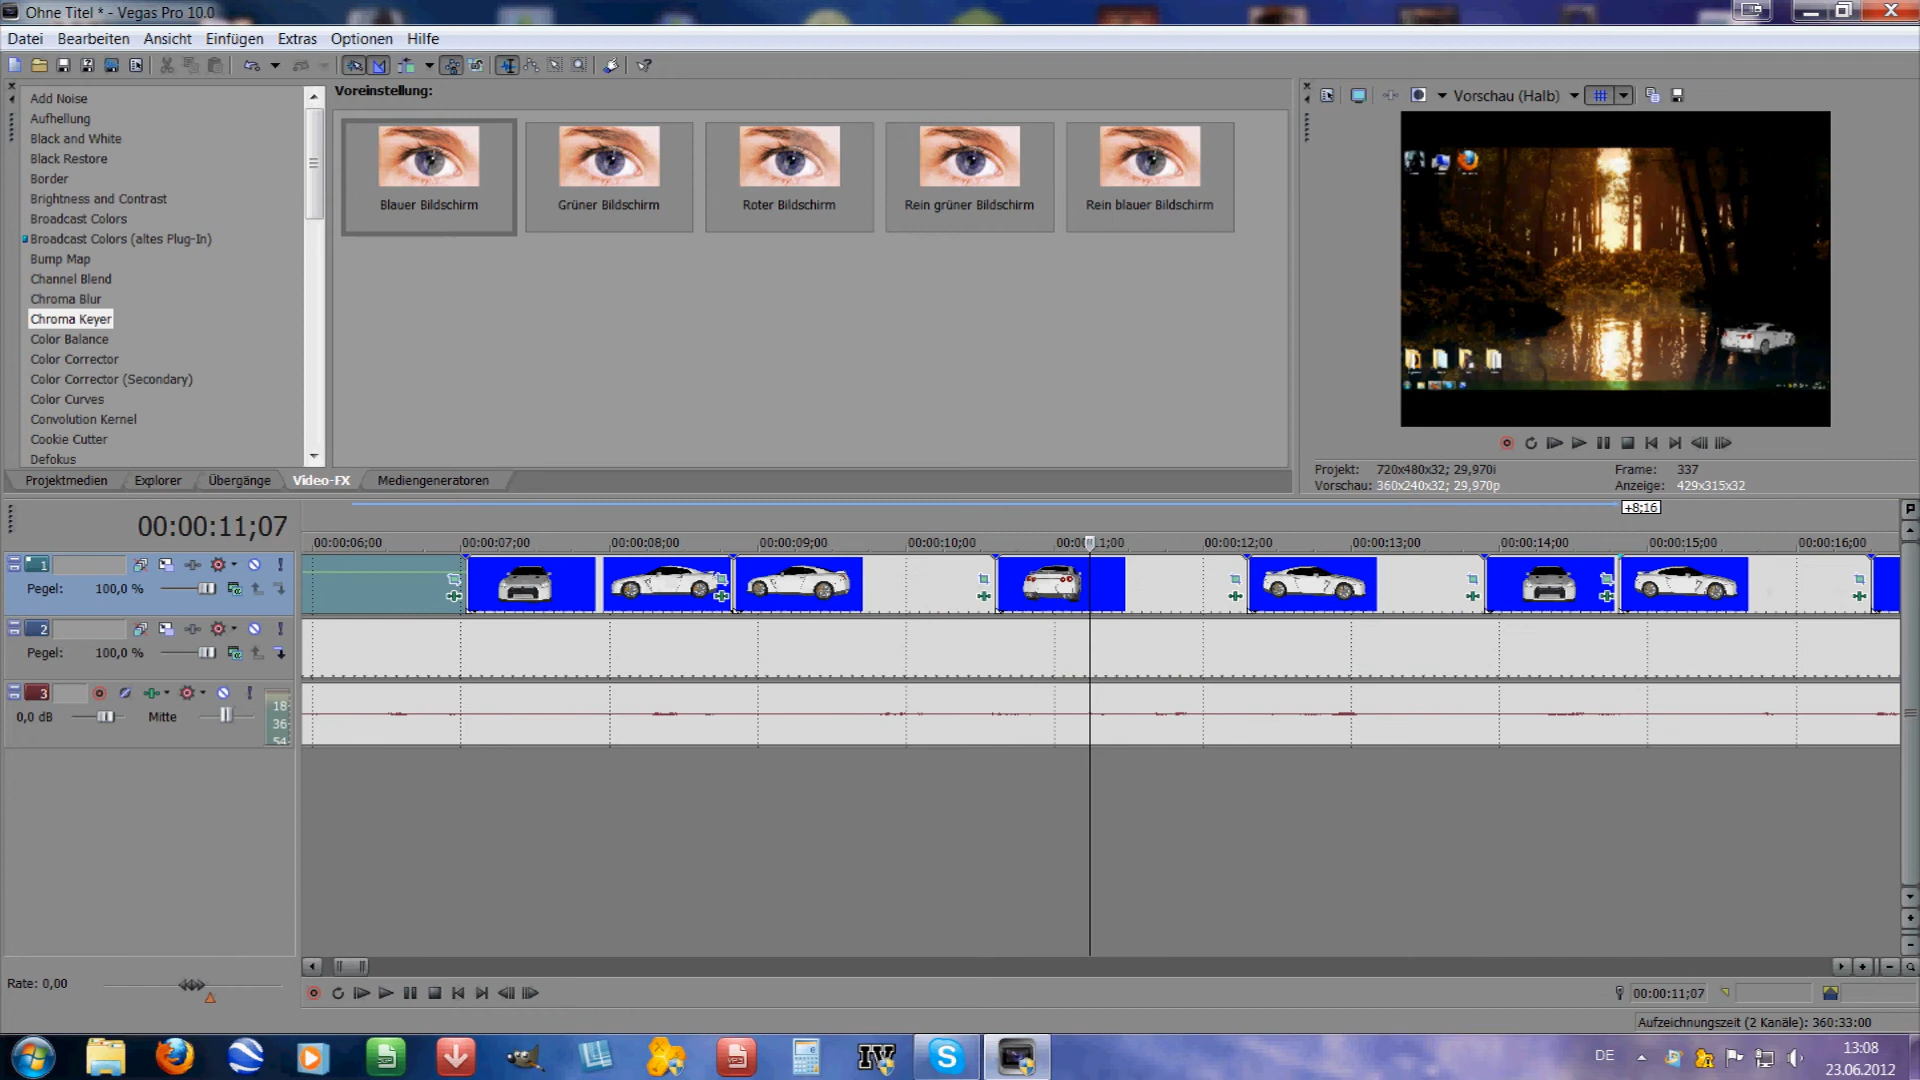 Ohne Titel * - Vegas Pro 10.0
Datei Bearbeiten Ansicht Einfügen Extras Optionen Hilfe
Add Noise
Aufhellung
Black and White
Black Restore
Border
Brightness and Contrast
Broadcast Colors
Broadcast Colors (altes Plug-In)
Bump Map
Channel Blend
Chroma Blur
Chroma Keyer
Color Balance
Color Corrector
Color Corrector (Secondary)
Color Curves
Convolution Kernel
Cookie Cutter
Defokus
Voreinstellung:
Blauer Bildschirm Grüner Bildschirm Roter Bildschirm Rein grüner Bildschirm Rein blauer Bildschirm
Vorschau (Halb)
Projekt: 720x480x32; 29,970i Frame: 337
Vorschau: 360x240x32; 29,970p Anzeige: 429x315x32
Projektmedien Explorer Übergänge Video-FX Mediengeneratoren
+8;16
00:00:11;07
00:00:06;00 00:00:07;00 00:00:08;00 00:00:09;00 00:00:10;00 00:00:11;00 00:00:12;00 00:00:13;00 00:00:14;00 00:00:15;00 00:00:16;00
1
Pegel: 100,0 %
2
Pegel: 100,0 %
3
0,0 dB Mitte
18
36
54
Rate: 0,00
00:00:11;07
Aufzeichnungszeit (2 Kanäle): 360:33:00
IV
DE
13:08
23.06.2012